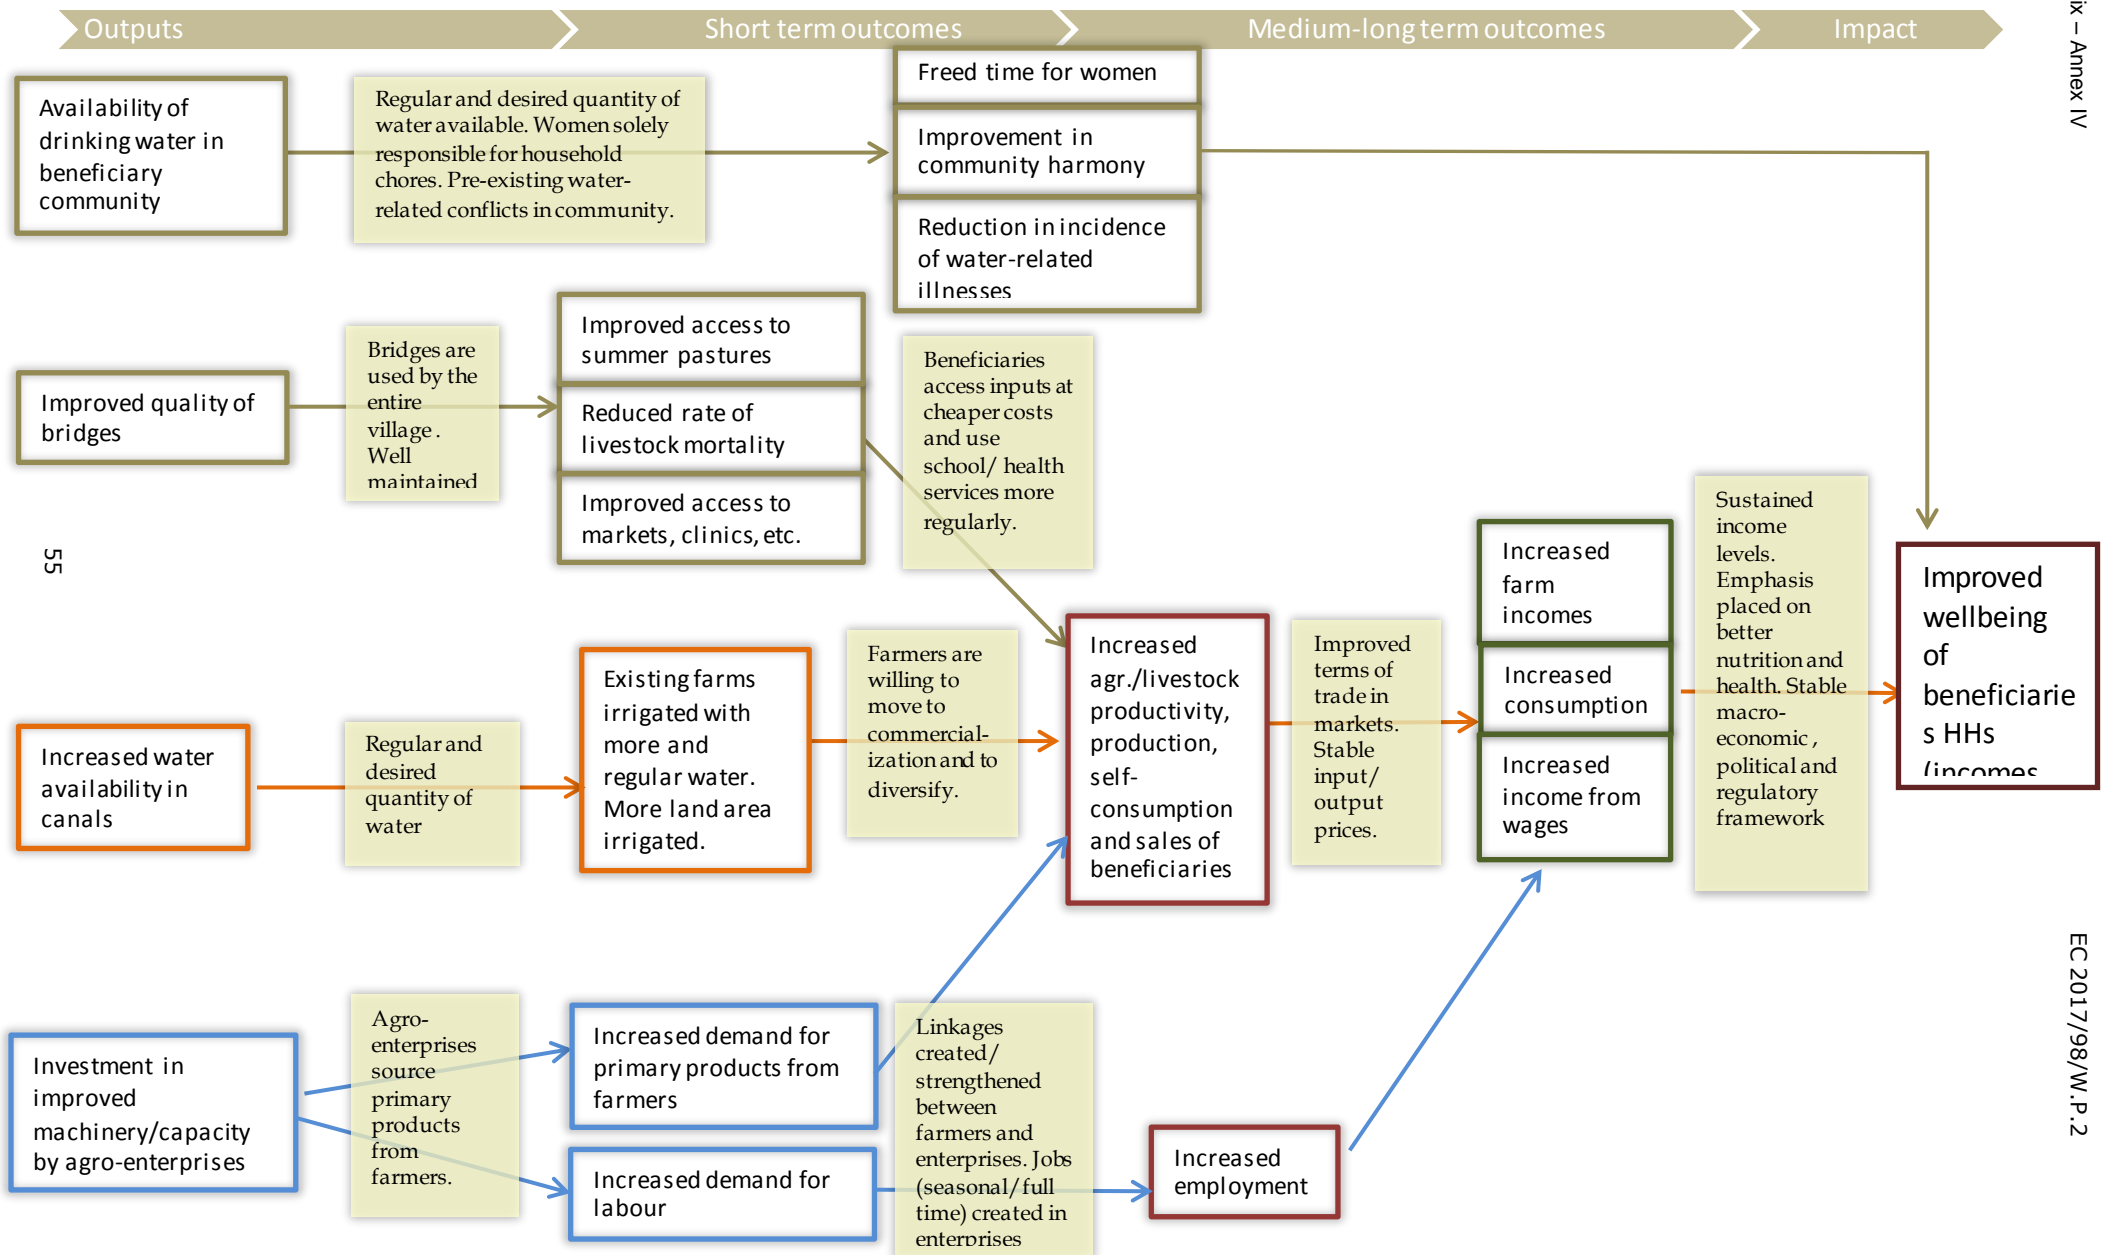 Outputs
Short term outcomes
Medium-long term outcomes
Impact
ix – Annex IV
Availability of
drinking water in
beneficiary
community
Regular and desired quantity of
water available. Women solely
responsible for household
chores. Pre-existing water-
related conflicts in community.
Freed time for women
Improvement in
community harmony
Reduction in incidence
of water-related
illnesses
Improved quality of
bridges
Bridges are
used by the
entire
village .
Well
maintained
Improved access to
summer pastures
Reduced rate of
livestock mortality
Improved access to
markets, clinics, etc.
Beneficiaries
access inputs at
cheaper costs
and use
school/ health
services more
regularly.
55
Increased water
availability in
canals
Regular and
desired
quantity of
water
Existing farms
irrigated with
more and
regular water.
More land area
irrigated.
Farmers are
willing to
move to
commercial-
ization and to
diversify.
Increased
agr./livestock
productivity,
production,
self-
consumption
and sales of
beneficiaries
Improved
terms of
trade in
markets.
Stable
input/
output
prices.
Increased
farm
incomes
Increased
consumption
Increased
income from
wages
Sustained
income
levels.
Emphasis
placed on
better
nutrition and
health. Stable
macro-
economic ,
political and
regulatory
framework
Improved
wellbeing
of
beneficiarie
s HHs
(incomes
Investment in
improved
machinery/capacity
by agro-enterprises
Agro-
enterprises
source
primary
products
from
farmers.
Increased demand for
primary products from
farmers
Increased demand for
labour
Linkages
created/
strengthened
between
farmers and
enterprises. Jobs
(seasonal/full
time) created in
enterprises
Increased
employment
EC 2017/98/W.P.2